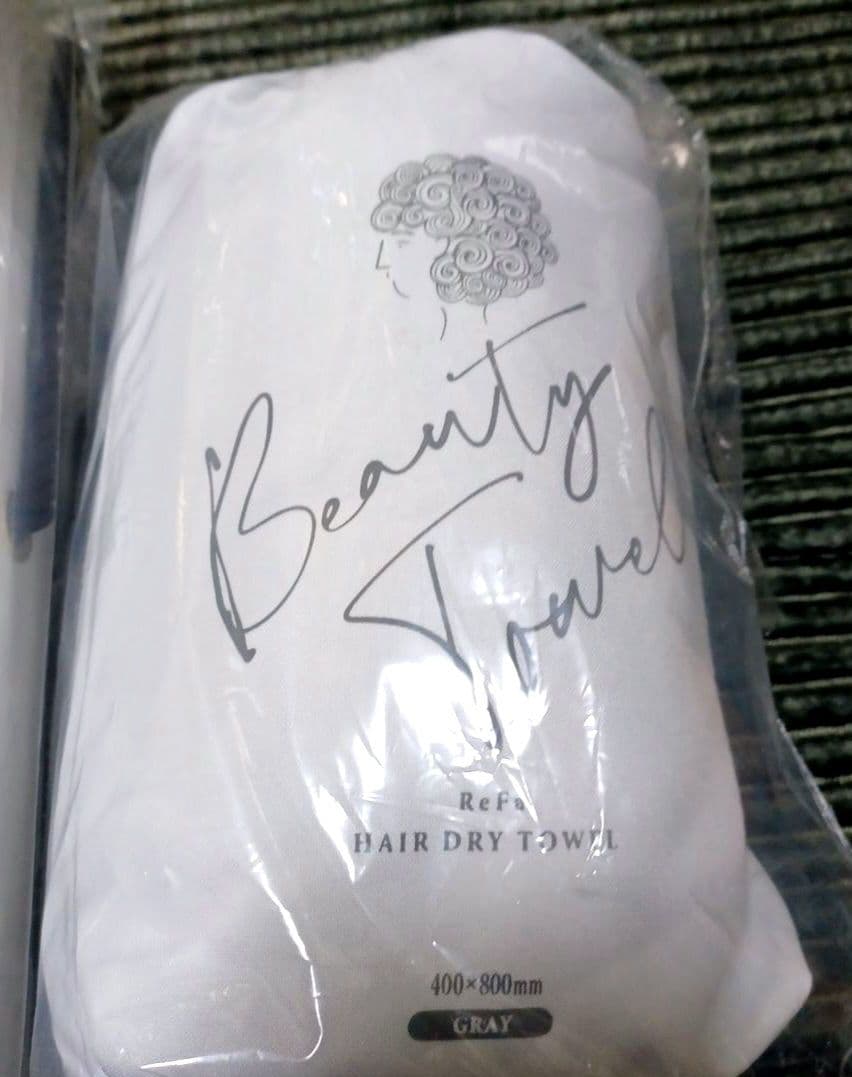 Beauty
Towel
ReFa
HAIR DRY TOWEL
400×800mm
GRAY